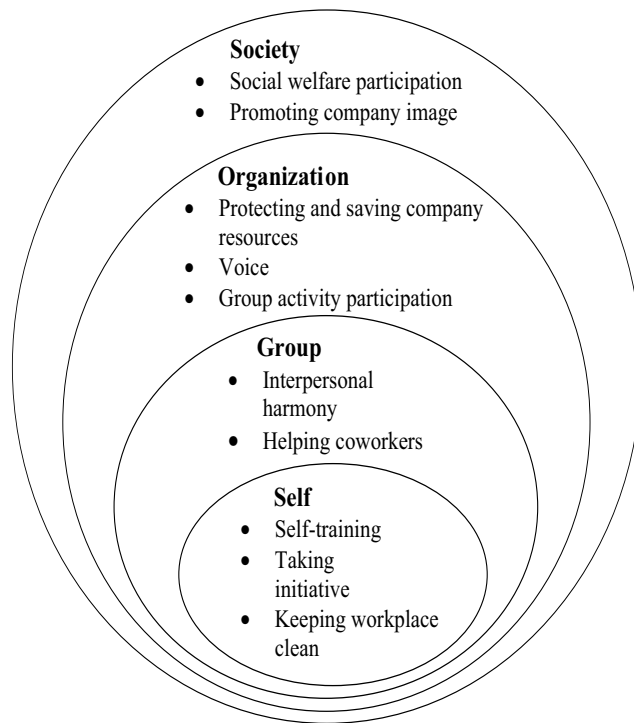 Society
• Social welfare participation
• Promoting company image
Organization
• Protecting and saving company
resources
• Voice
• Group activity participation
Group
• Interpersonal
harmony
• Helping coworkers
Self
• Self-training
• Taking
initiative
• Keeping workplace
clean